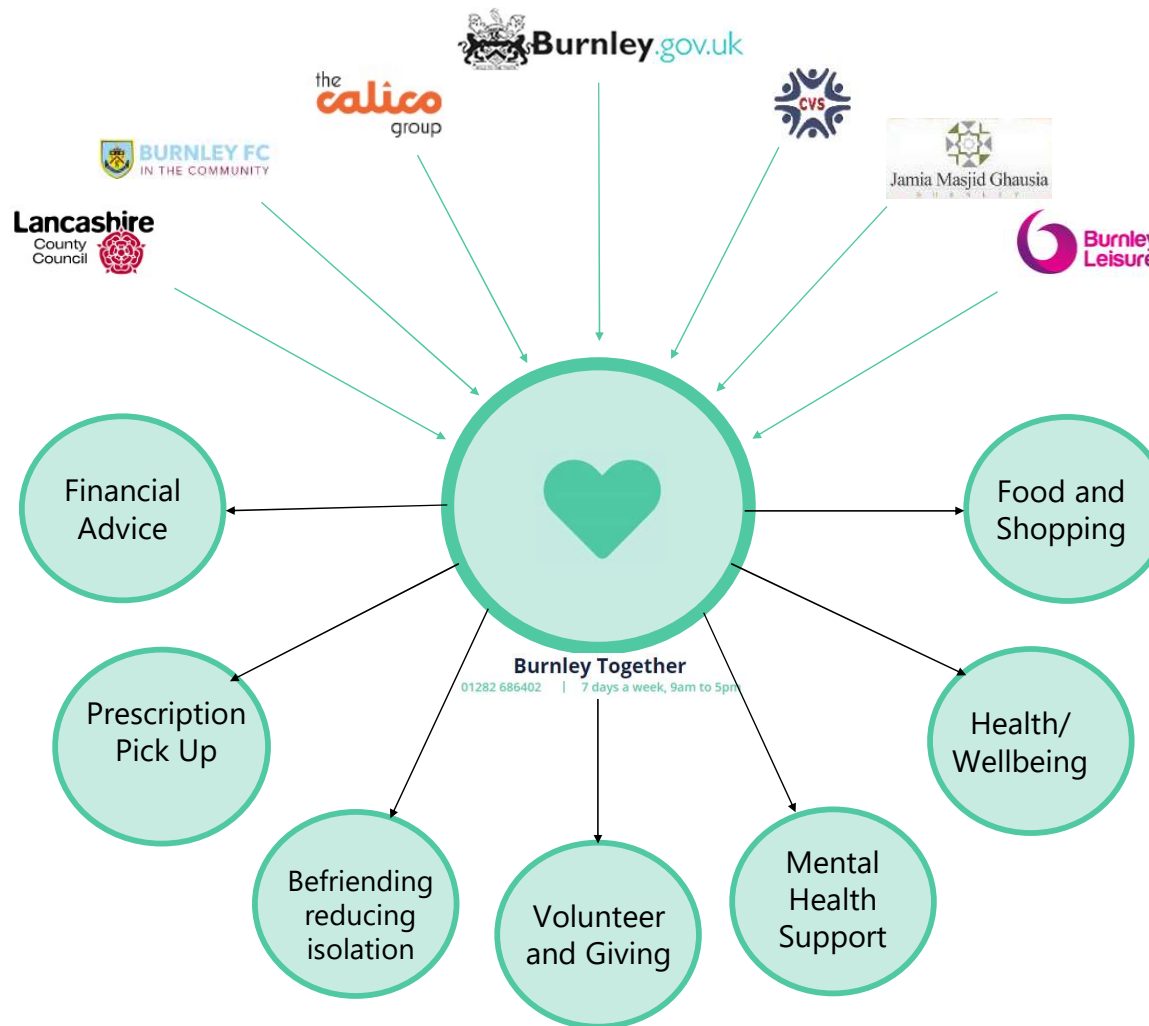 Burnley.gov.uk
the
calico
group
CVS
BURNLEY FC
IN THE COMMUNITY
Jamia Masjid Ghausia
BURNLEY
Lancashire
County
Council
Burnley
Leisure
Financial
Advice
Food and
Shopping
Burnley Together
01282 686402 | 7 days a week, 9am to 5pm
Prescription
Pick Up
Health/
Wellbeing
Befriending
reducing
isolation
Volunteer
and Giving
Mental
Health
Support